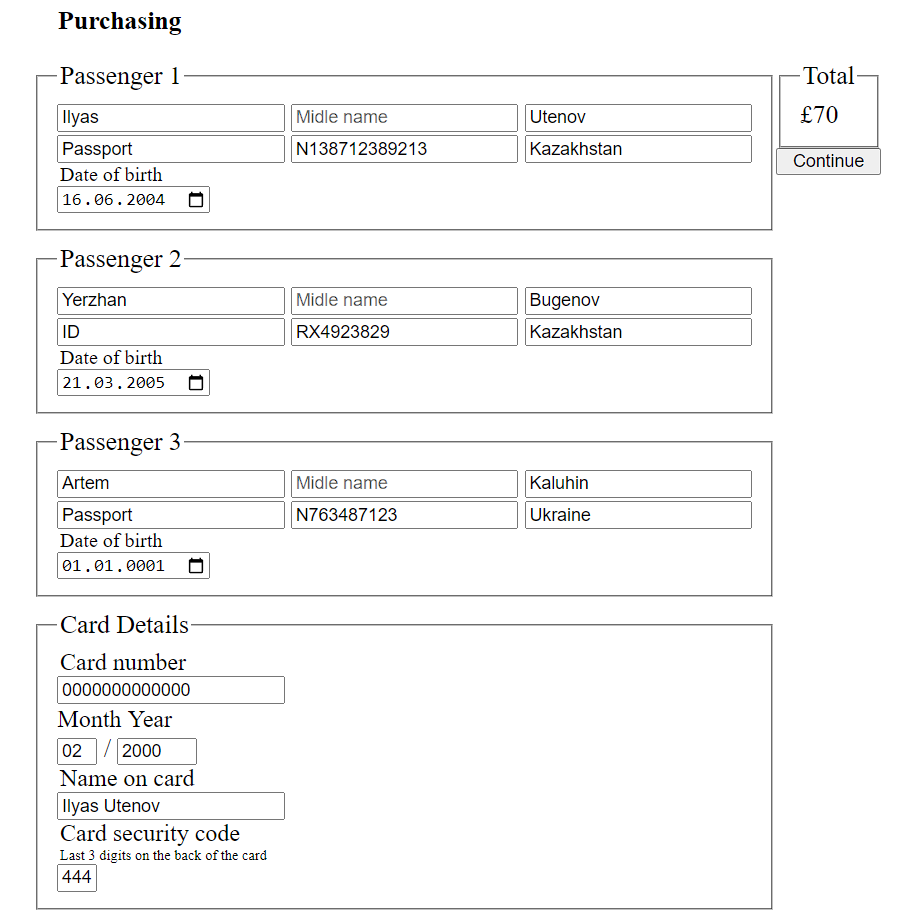 Purchasing
Passenger 1
Total
Ilyas Midle name Utenov
£70
Passport N138712389213 Kazakhstan
Continue
Date of birth
16.06.2004
Passenger 2
Yerzhan Midle name Bugenov
ID RX4923829 Kazakhstan
Date of birth
21.03.2005
Passenger 3
Artem Midle name Kaluhin
Passport N763487123 Ukraine
Date of birth
01.01.0001
Card Details
Card number
0000000000000
Month Year
02 / 2000
Name on card
Ilyas Utenov
Card security code
Last 3 digits on the back of the card
444